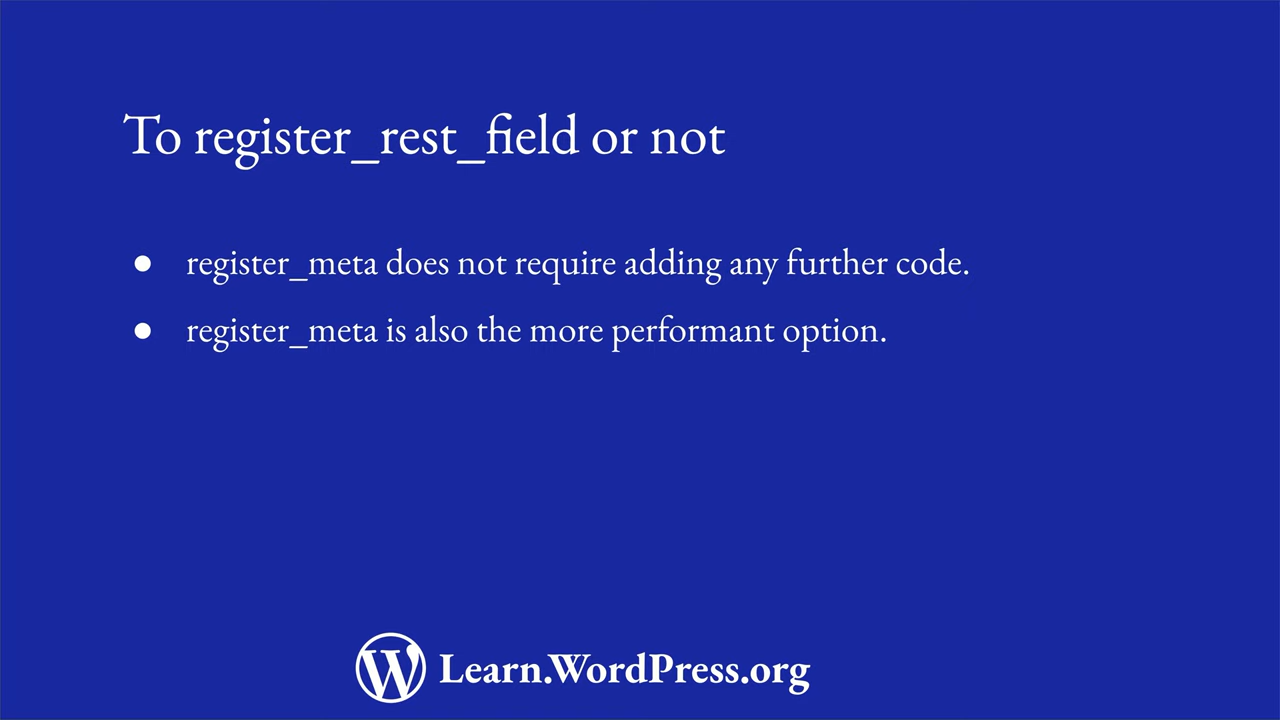 To register_rest_field or not
● register_meta does not require adding any further code.
● register_meta is also the more performant option.
Learn.WordPress.org